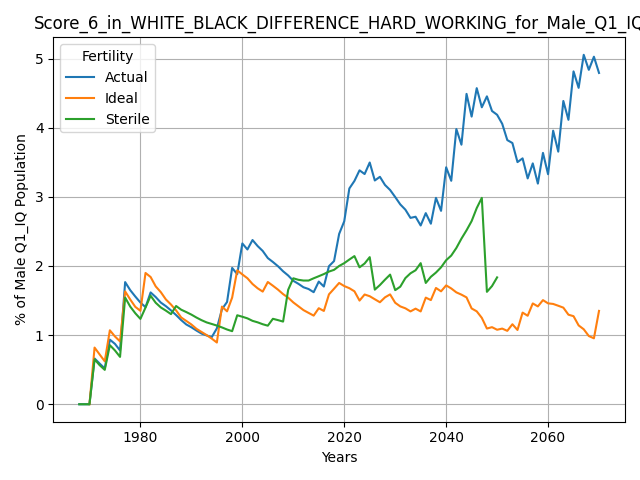 Score_6_in_WHITE_BLACK_DIFFERENCE_HARD_WORKING_for_Male_Q1_IQ
Fertility
Actual
Ideal
Sterile
% of Male Q1_IQ Population
5
4
3
2
1
0
1980 2000 2020 2040 2060
Years